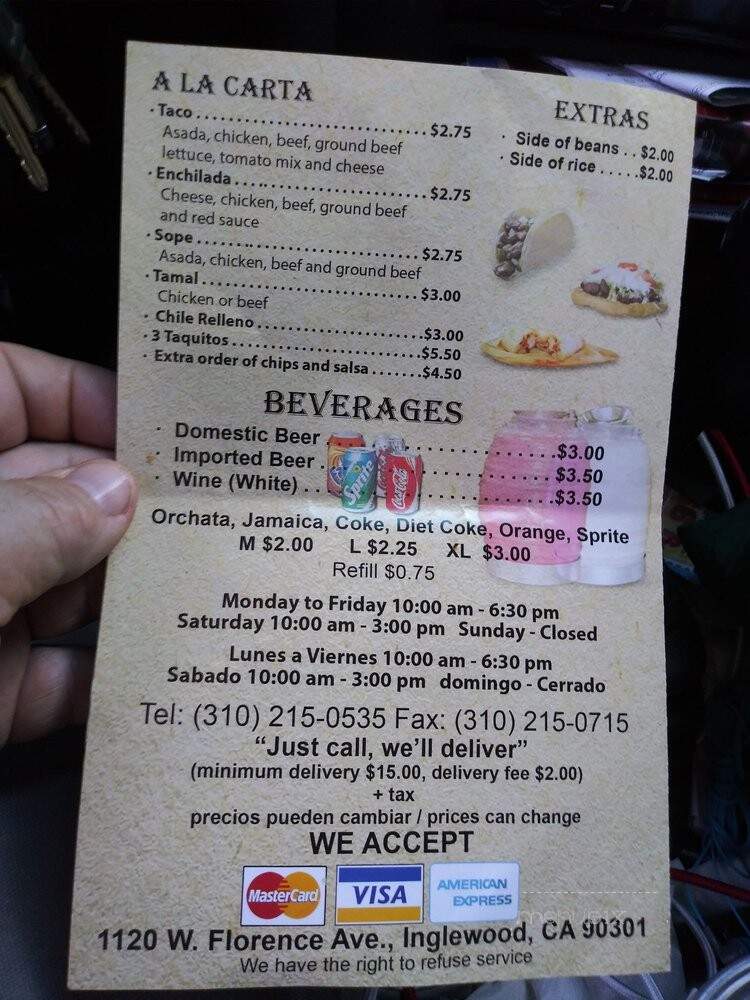 A LA CARTA
· Taco ............................. $2.75
Asada, chicken, beef, ground beef
lettuce, tomato mix and cheese
· Enchilada ........................ $2.75
Cheese, chicken, beef, ground beef
and red sauce
· Sope ............................. $2.75
Asada, chicken, beef and ground beef
· Tamal ............................ $3.00
Chicken or beef
· Chile Relleno .................... $3.00
· 3 Taquitos ....................... $5.50
· Extra order of chips and salsa ....... $4.50
EXTRAS
· Side of beans .. $2.00
· Side of rice ..... $2.00
BEVERAGES
· Domestic Beer .................... $3.00
· Imported Beer .................... $3.50
· Wine (White) ..................... $3.50
Sprite
Coca-Cola
Orchata, Jamaica, Coke, Diet Coke, Orange, Sprite
M $2.00 L $2.25 XL $3.00
Refill $0.75
Monday to Friday 10:00 am - 6:30 pm
Saturday 10:00 am - 3:00 pm Sunday - Closed
Lunes a Viernes 10:00 am - 6:30 pm
Sabado 10:00 am - 3:00 pm domingo - Cerrado
Tel: (310) 215-0535 Fax: (310) 215-0715
“Just call, we’ll deliver”
(minimum delivery $15.00, delivery fee $2.00)
+ tax
precios pueden cambiar / prices can change
WE ACCEPT
MasterCard
VISA
AMERICAN
EXPRESS
1120 W. Florence Ave., Inglewood, CA 90301
We have the right to refuse service